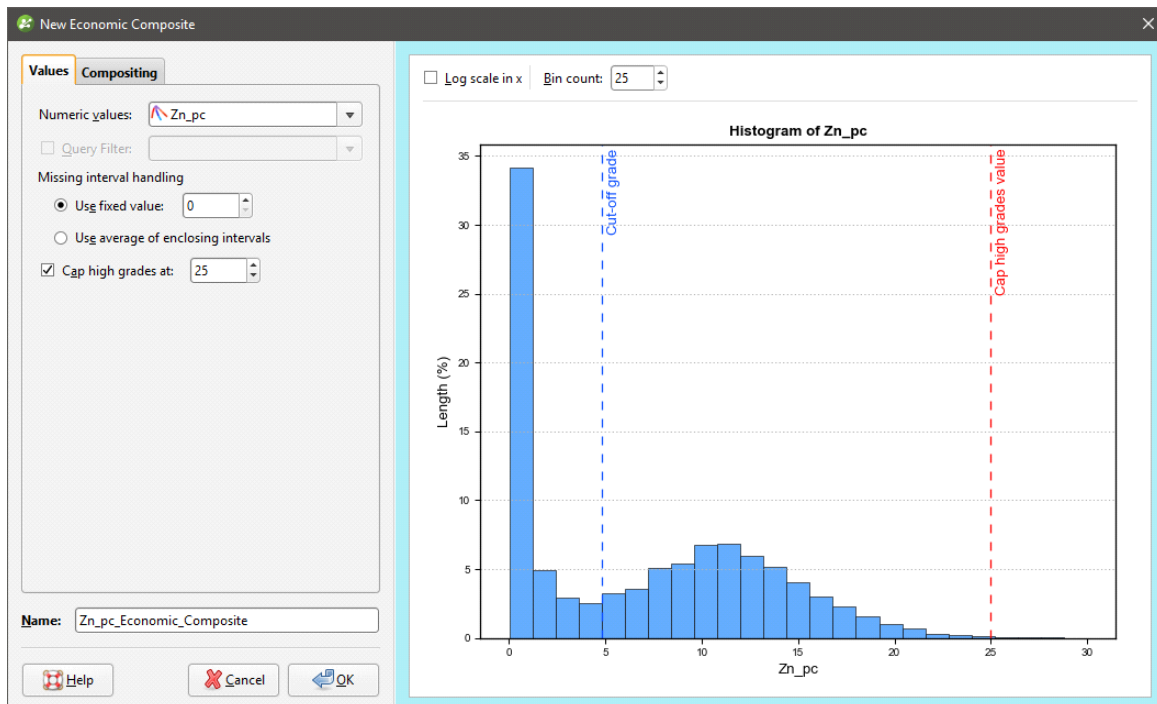 New Economic Composite
Values
Compositing
Numeric values: Zn_pc
Query Filter:
Missing interval handling
Use fixed value: 0
Use average of enclosing intervals
Cap high grades at: 25
Name: Zn_pc_Economic_Composite
Help
Cancel
OK
Log scale in x
Bin count: 25
Histogram of Zn_pc
Cut-off grade
Cap high grades value
Length (%)
35
30
25
20
15
10
5
0
0 5 10 15 20 25 30
Zn_pc